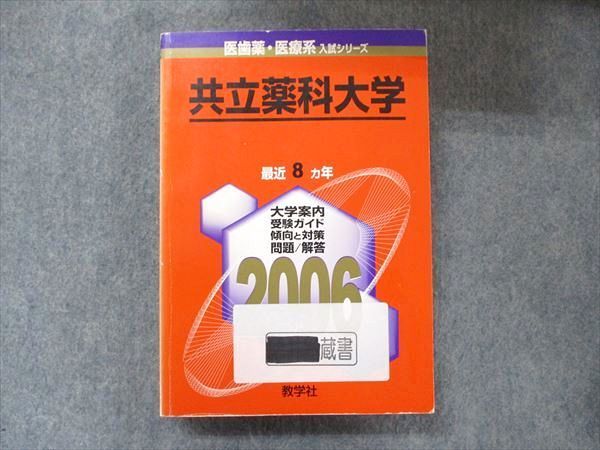 医歯薬・医療系 入試シリーズ
共立薬科大学
最近 8 ヵ年
大学案内
受験ガイド
傾向と対策
問題/解答
2006
蔵書
教学社